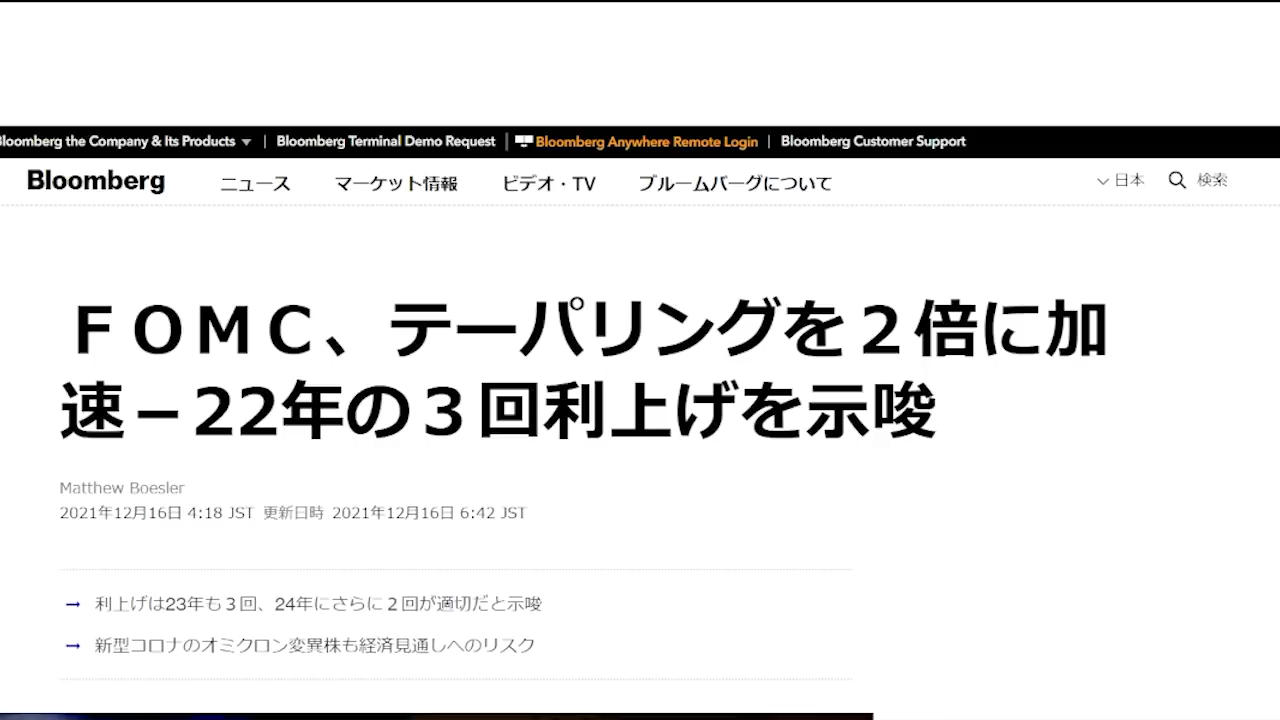 Bloomberg the Company & Its Products | Bloomberg Terminal Demo Request | Bloomberg Anywhere Remote Login | Bloomberg Customer Support
Bloomberg ニュース マーケット情報 ビデオ・TV ブルームバーグについて 日本 検索
ＦＯＭＣ、テーパリングを２倍に加
速－22年の３回利上げを示唆
Matthew Boesler
2021年12月16日 4:18 JST 更新日時 2021年12月16日 6:42 JST
→ 利上げは23年も３回、24年にさらに２回が適切だと示唆
→ 新型コロナのオミクロン変異株も経済見通しへのリスク